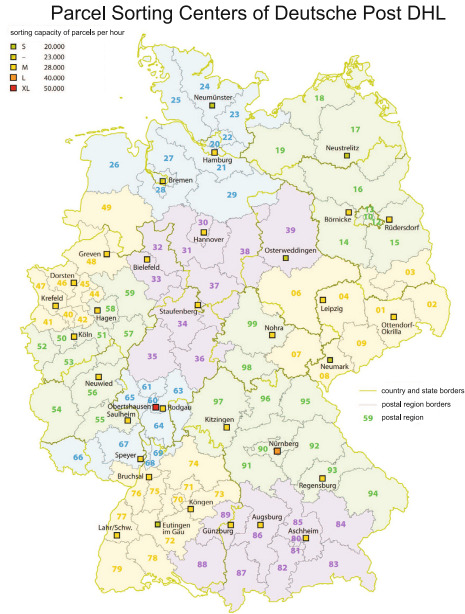 Parcel Sorting Centers of Deutsche Post DHL
sorting capacity of parcels per hour
S 20.000
– 23.000
M 28.000
L 40.000
XL 50.000
24
25
Neumünster
23
18
17
22
20
Hamburg
19
Neustrelitz
27
21
26
Bremen
28
29
16
49
30
39
Börnicke
13
10
12
Rüdersdorf
Hannover
14
15
32
31
38
Greven
48
Bielefeld
Osterweddingen
33
03
Dorsten
47
46
45
59
37
06
04
02
Krefeld
44
Staufenberg
Leipzig
01
41
40
42
58
Hagen
34
99
Nohra
Ottendorf-
Okrilla
50
Köln
57
09
52
53
51
35
36
07
Neumark
08
98
Neuwied
61
63
country and state borders
56
65
60
97
96
95
postal region borders
Obertshausen
Rodgau
54
Saulheim
55
64
Kitzingen
59 postal region
67
Nürnberg
92
66
Speyer
69
68
90
74
91
93
Bruchsal
Regensburg
76
75
71
73
94
70
Köngen
77
89
Augsburg
85
84
Lahr/Schw.
Eutingen
im Gäu
72
Günzburg
86
Aschheim
80
81
78
79
88
87
82
83